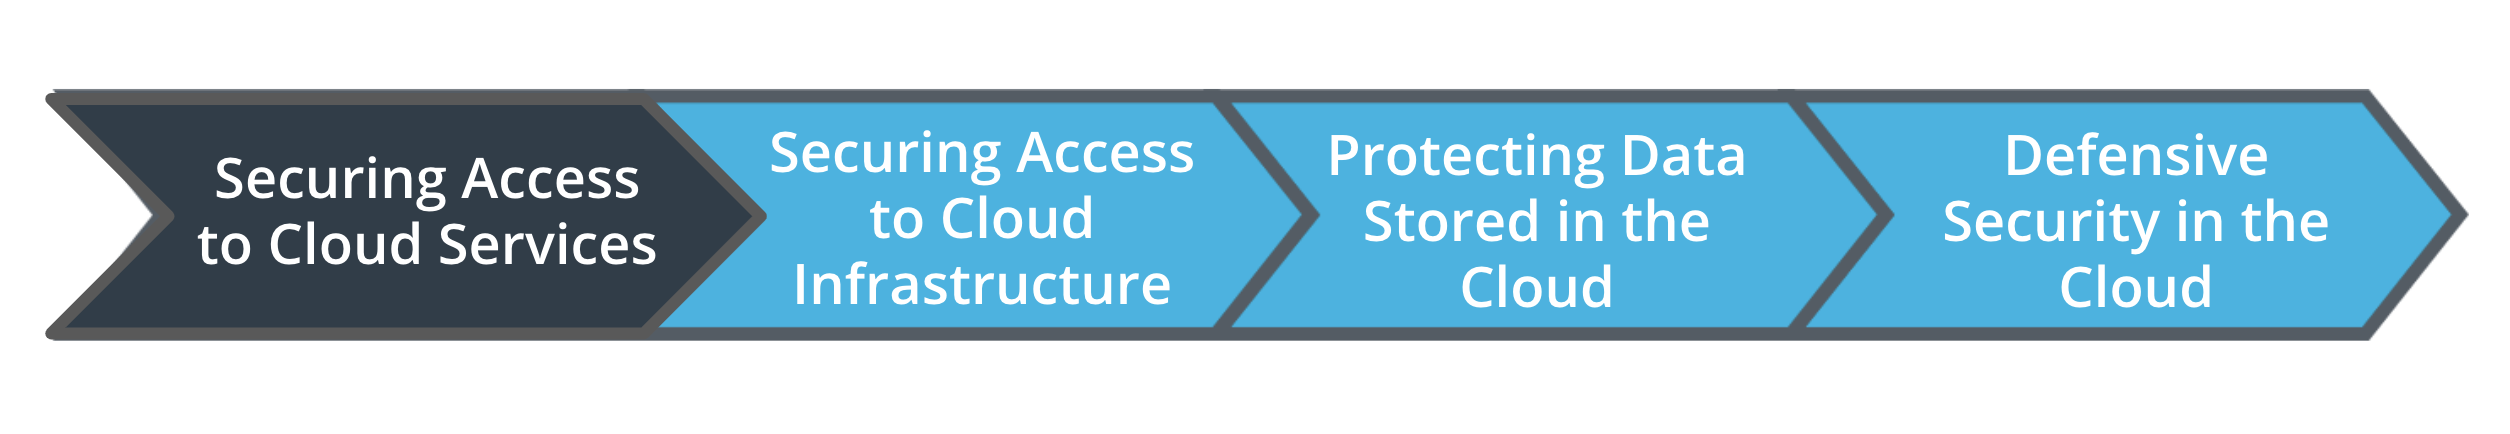 Securing Access
to Cloud Services
Securing Access
to Cloud
Infrastructure
Protecting Data
Stored in the
Cloud
Defensive
Security in the
Cloud